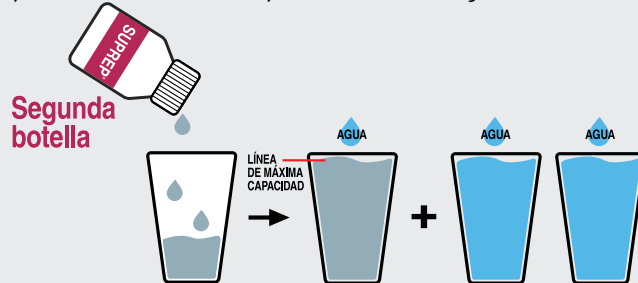 SUPREP
Segunda
botella
AGUA
LÍNEA
DE MÁXIMA
CAPACIDAD
+
AGUA
AGUA